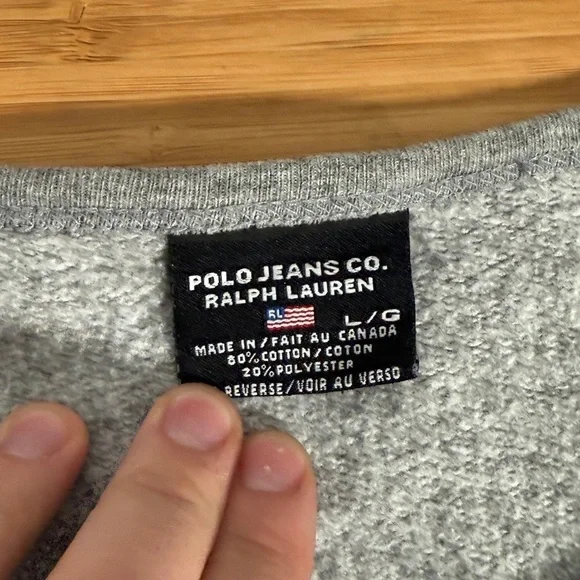 POLO JEANS CO.
RALPH LAUREN
RL
L/G
MADE IN/FAIT AU CANADA
80% COTTON/COTON
20% POLYESTER
REVERSE/VOIR AU VERSO